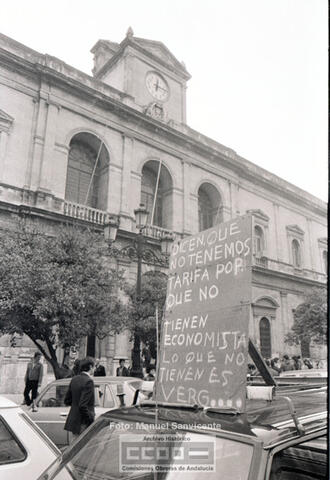 DICEN, QUE
NO TENEMOS
TARIFA POR
QUE NO
TIENEN
ECONOMISTA
LO QUE NO
TIENEN ES
VERG....
Foto: Manuel Sanvicente
Archivo Histórico
CCOO
Comisiones Obreras de Andalucía